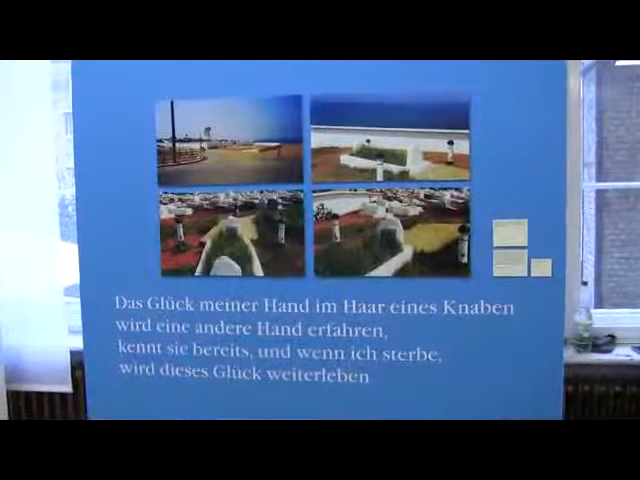 Das Glück meiner Hand im Haar eines Knaben
wird eine andere Hand erfahren,
kennt sie bereits, und wenn ich sterbe,
wird dieses Glück weiterleben